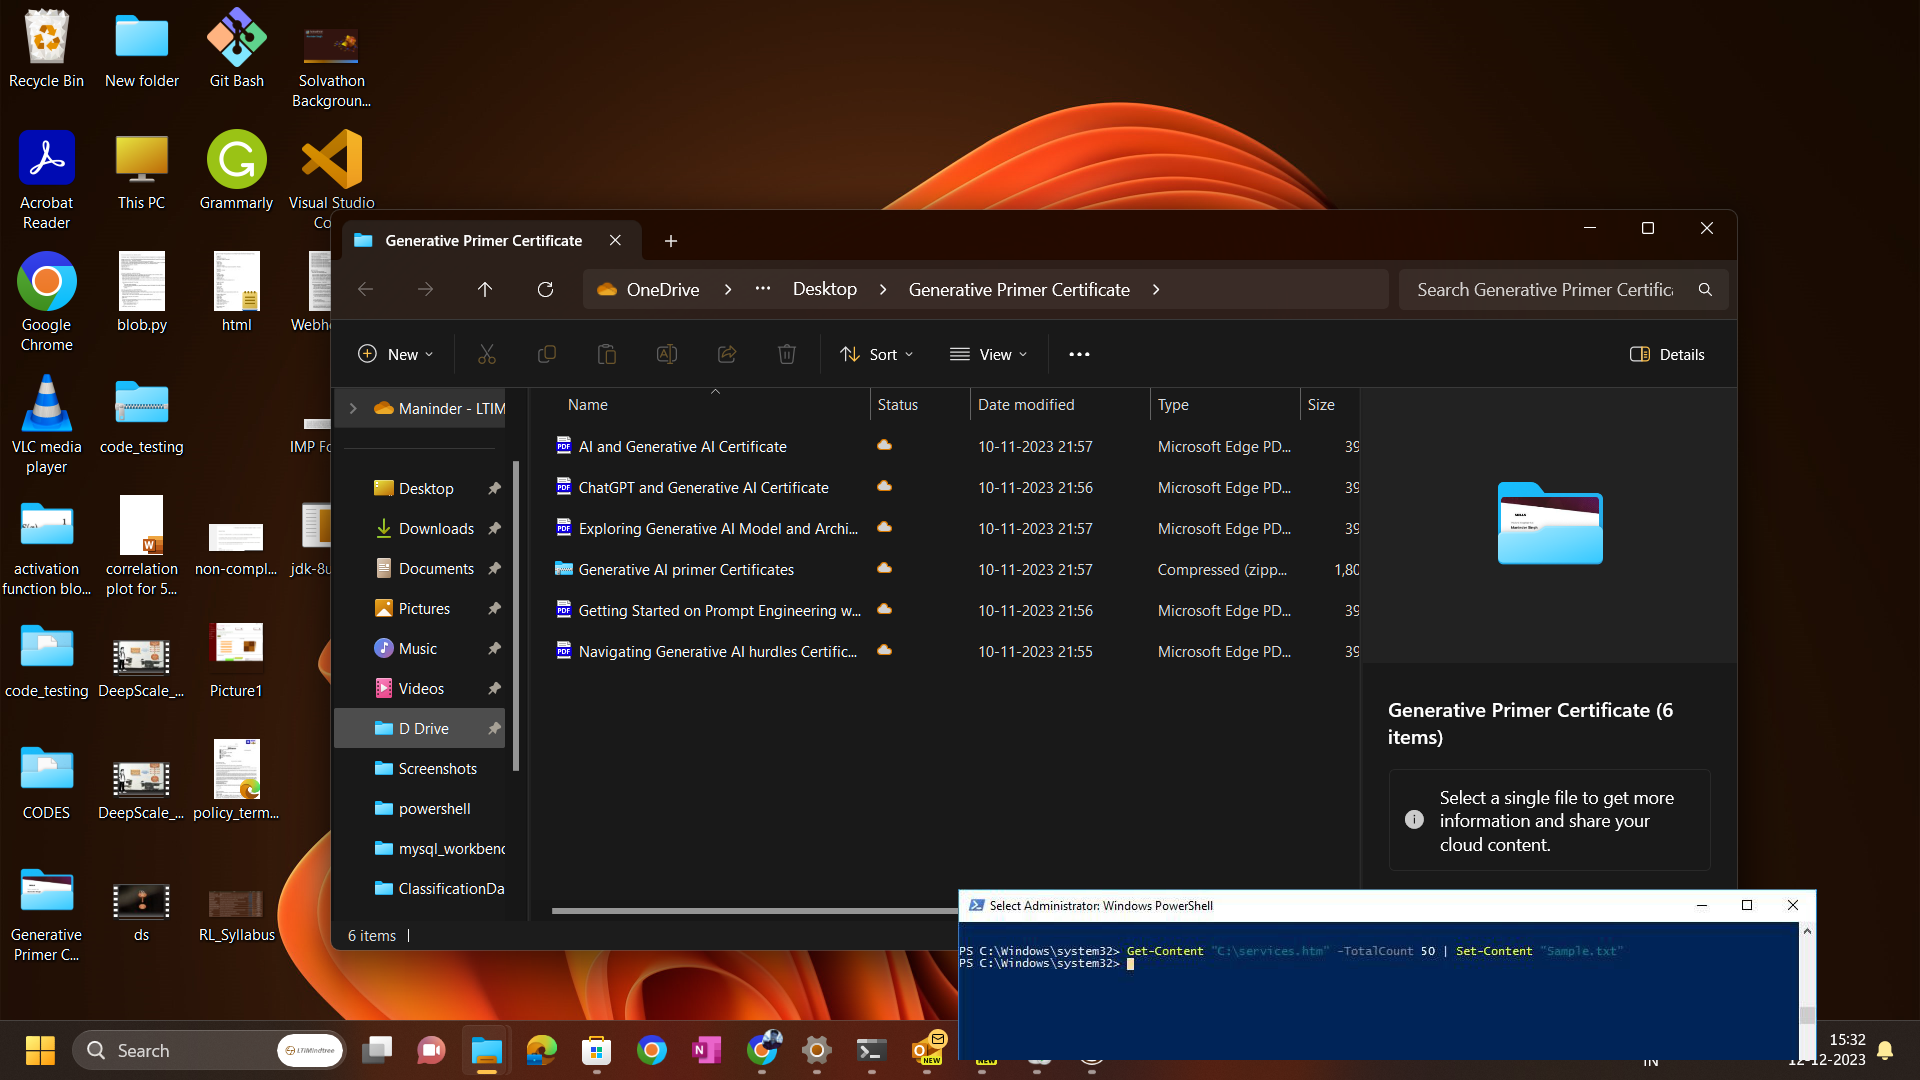 Recycle Bin
New folder
Git Bash
Solvathon
Backgroun...
Acrobat
Reader
This PC
Grammarly
Visual Studio
Co
Google
Chrome
blob.py
html
Webh
VLC media
player
code_testing
IMP Fo
activation
function blo...
correlation
plot for 5...
non-compl...
jdk-8u
code_testing
DeepScale_...
Picture1
CODES
DeepScale_...
policy_term...
Generative
Primer C...
ds
RL_Syllabus
Generative Primer Certificate
OneDrive
Desktop
Generative Primer Certificate
Search Generative Primer Certific
New
Sort
View
Details
Maninder - LTIM
Desktop
Downloads
Documents
Pictures
Music
Videos
D Drive
Screenshots
powershell
mysql_workbenc
ClassificationDa
Name Status Date modified Type Size
AI and Generative AI Certificate 10-11-2023 21:57 Microsoft Edge PD... 39
ChatGPT and Generative AI Certificate 10-11-2023 21:56 Microsoft Edge PD... 39
Exploring Generative AI Model and Archi... 10-11-2023 21:57 Microsoft Edge PD... 39
Generative AI primer Certificates 10-11-2023 21:57 Compressed (zipp... 1,80
Getting Started on Prompt Engineering w... 10-11-2023 21:56 Microsoft Edge PD... 39
Navigating Generative AI hurdles Certific... 10-11-2023 21:55 Microsoft Edge PD... 39
Generative Primer Certificate (6
items)
Select a single file to get more
information and share your
cloud content.
6 items
Select Administrator: Windows PowerShell
PS C:\Windows\system32> Get-Content "C:\services.htm" -TotalCount 50 | Set-Content "Sample.txt"
PS C:\Windows\system32>
Search
LTIMindtree
NEW
NEW
IN
15:32
12-12-2023